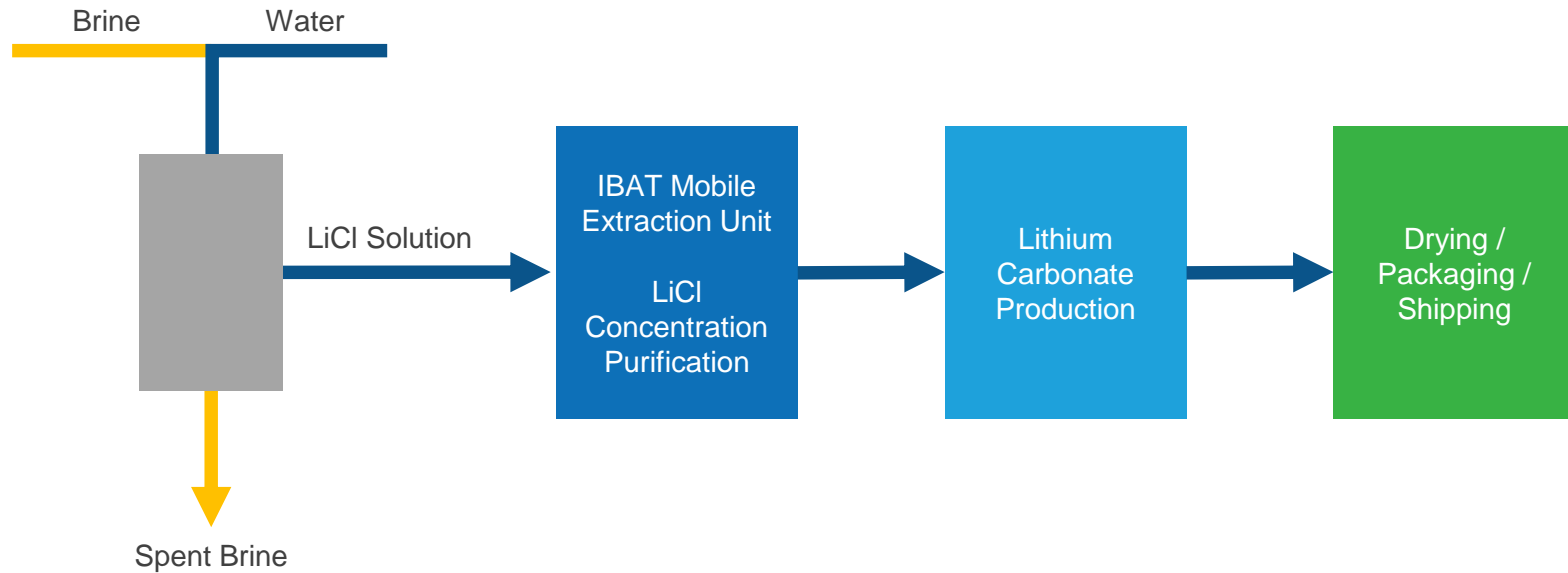 Brine
Water
LiCl Solution
IBAT Mobile
Extraction Unit
LiCl
Concentration
Purification
Lithium
Carbonate
Production
Drying /
Packaging /
Shipping
Spent Brine